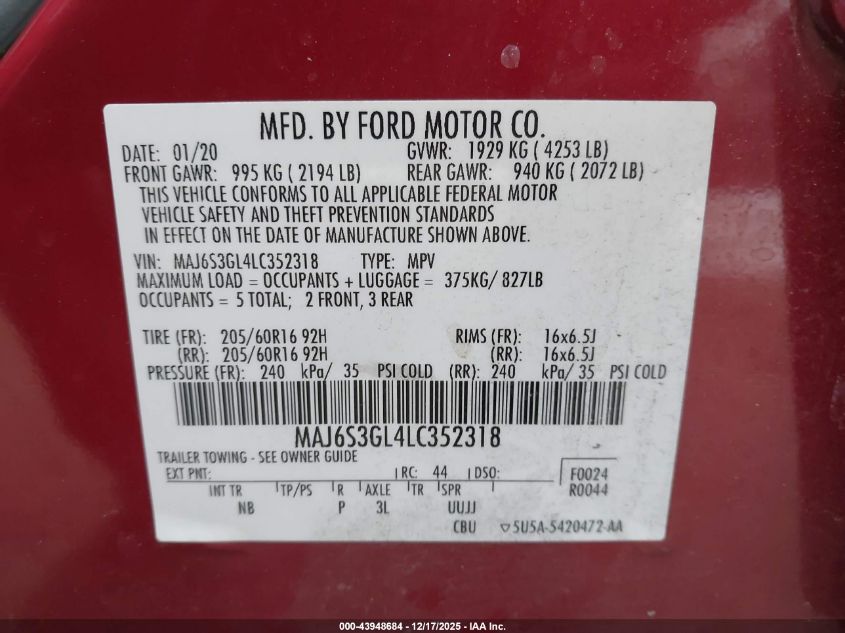 MFD. BY FORD MOTOR CO.
DATE: 01/20 GVWR: 1929 KG ( 4253 LB)
FRONT GAWR: 995 KG ( 2194 LB) REAR GAWR: 940 KG ( 2072 LB)
THIS VEHICLE CONFORMS TO ALL APPLICABLE FEDERAL MOTOR
VEHICLE SAFETY AND THEFT PREVENTION STANDARDS
IN EFFECT ON THE DATE OF MANUFACTURE SHOWN ABOVE.
VIN: MAJ6S3GL4LC352318 TYPE: MPV
MAXIMUM LOAD = OCCUPANTS + LUGGAGE = 375KG/ 827LB
OCCUPANTS = 5 TOTAL; 2 FRONT, 3 REAR
TIRE (FR): 205/60R16 92H RIMS (FR): 16x6.5J
(RR): 205/60R16 92H (RR): 16x6.5J
PRESSURE (FR): 240 kPa/ 35 PSI COLD (RR): 240 kPa/ 35 PSI COLD
MAJ6S3GL4LC352318
TRAILER TOWING - SEE OWNER GUIDE
EXT PNT: RC: 44 DSO: F0024
R0044
INT TR TP/PS R AXLE TR SPR
NB P 3L UUJJ
CBU 5U5A-5420472-AA
000-43948684 - 12/17/2025 - IAA Inc.